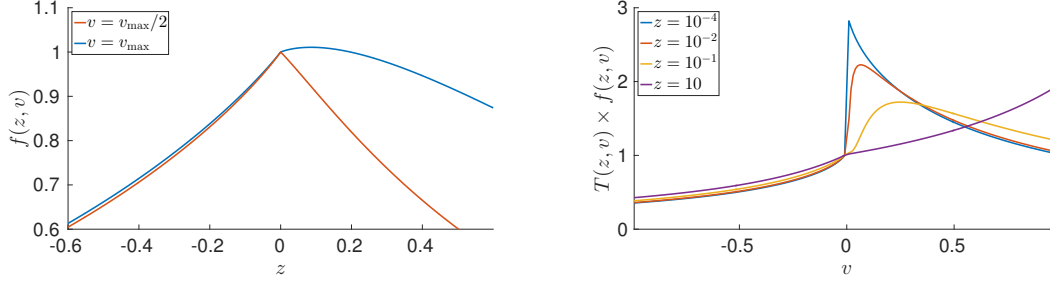 1.1
1
0.9
0.8
0.7
0.6
f(z, v)
v = v_max/2
v = v_max
-0.6
-0.4
-0.2
0
0.2
0.4
z
3
2
1
0
T(z, v) × f(z, v)
z = 10^-4
z = 10^-2
z = 10^-1
z = 10
-0.5
0
0.5
v